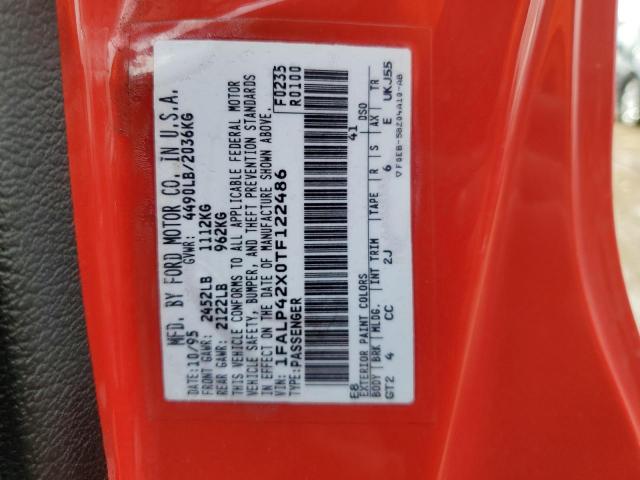 MFD. BY FORD MOTOR CO. IN U.S.A.
DATE: 10/95 GVWR: 4490LB/2036KG
FRONT GAWR: 2452LB 1112KG
REAR GAWR: 2122LB 962KG
THIS VEHICLE CONFORMS TO ALL APPLICABLE FEDERAL MOTOR
VEHICLE SAFETY, BUMPER, AND THEFT PREVENTION STANDARDS
IN EFFECT ON THE DATE OF MANUFACTURE SHOWN ABOVE.
VIN: 1FALP42X0TF122486 F0235
TYPE: PASSENGER R0100
E8 41
EXTERIOR PAINT COLORS DSO
BODY BRK MLDG. INT TRIM R S AX TR
GT2 4 CC 2J 6 E UKJ55
▽F0EB-5820472A10-AB